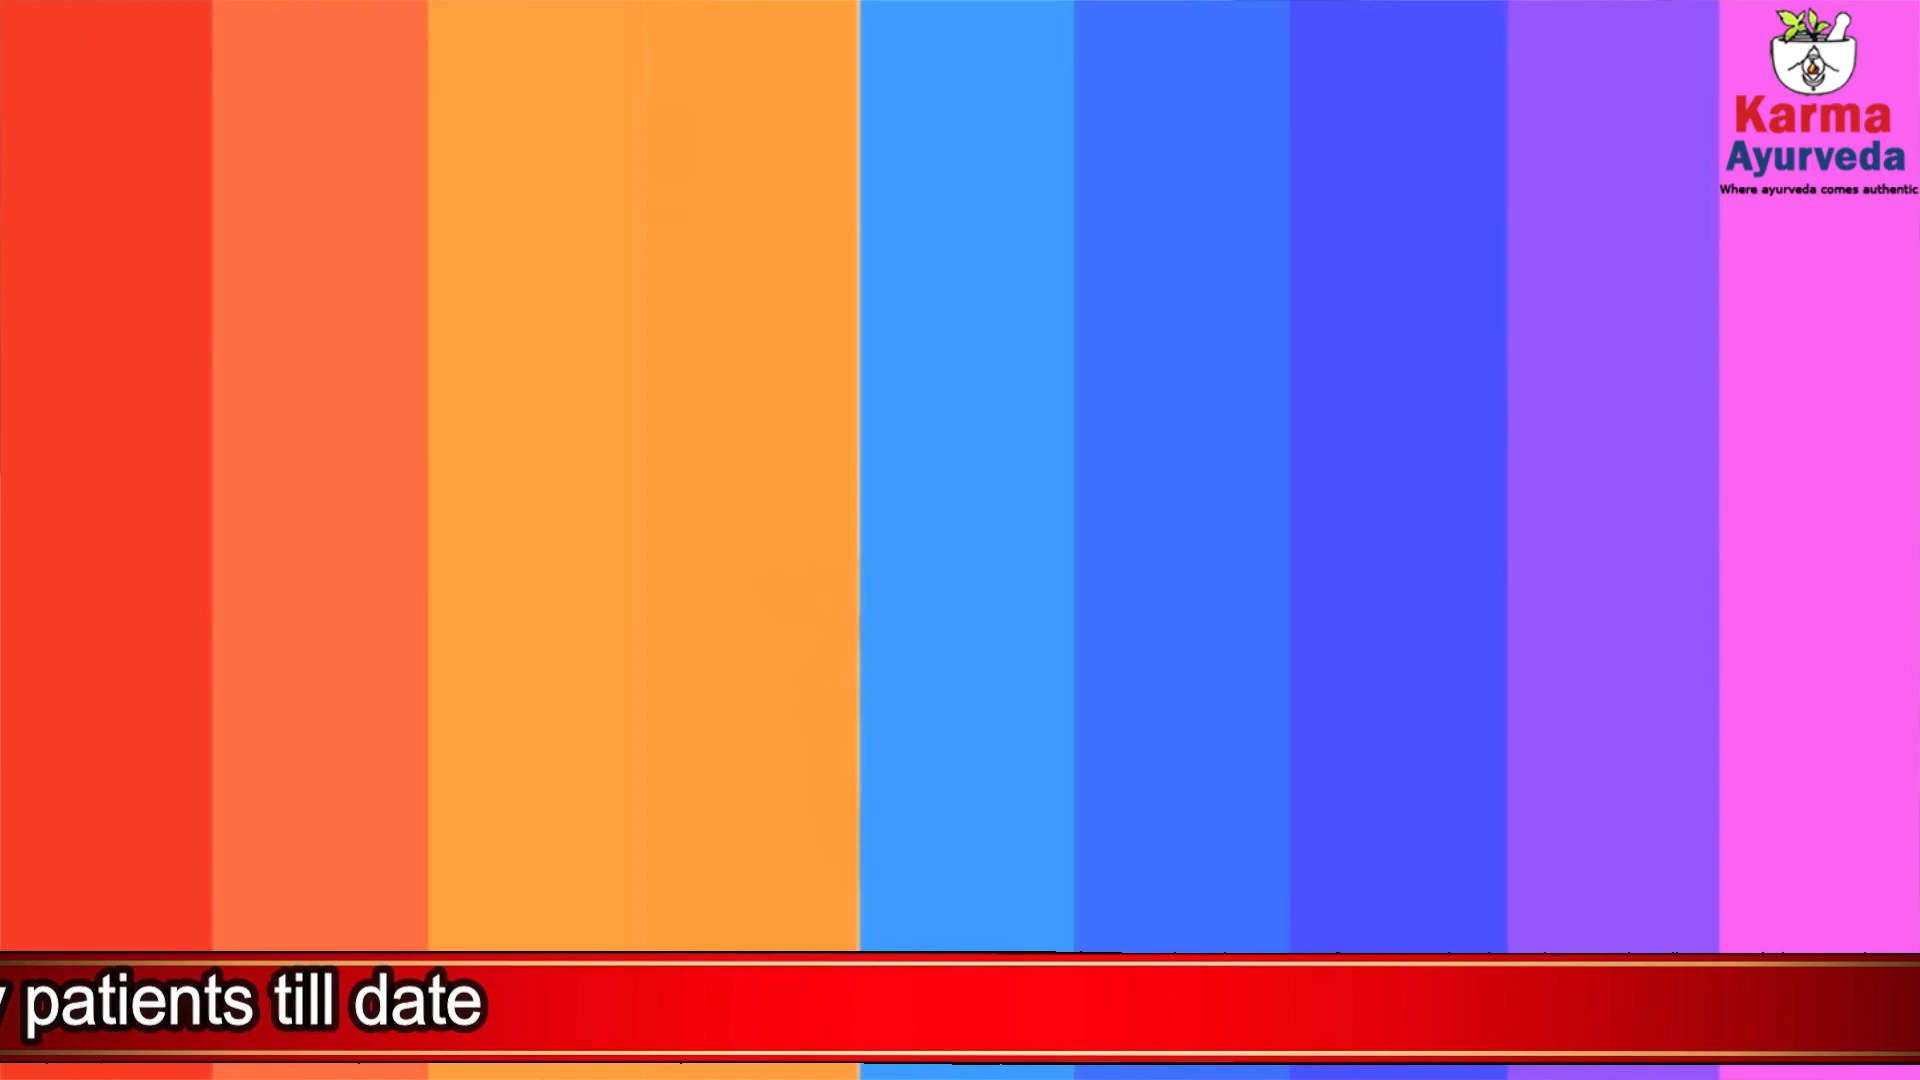 Karma
Ayurveda
Where ayurveda comes authentic
patients till date